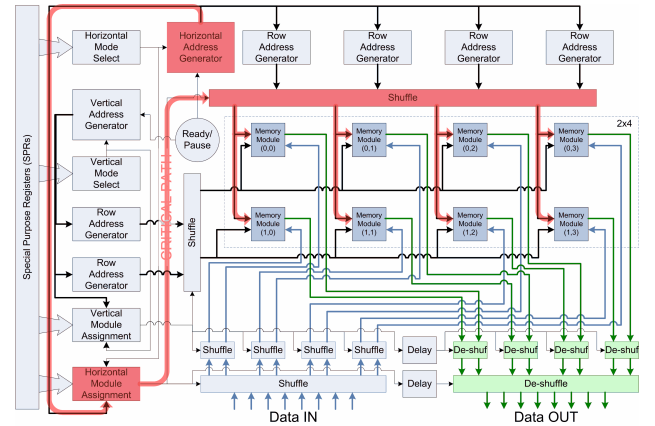 Special Purpose Registers (SPRs)
Horizontal
Mode
Select
Horizontal
Address
Generator
Row
Address
Generator
Row
Address
Generator
Row
Address
Generator
Row
Address
Generator
Shuffle
Vertical
Address
Generator
Ready/
Pause
2x4
Memory
Module
(0,0)
Memory
Module
(0,1)
Memory
Module
(0,2)
Memory
Module
(0,3)
Vertical
Mode
Select
CRITICAL PATH
Shuffle
Row
Address
Generator
Memory
Module
(1,0)
Memory
Module
(1,1)
Memory
Module
(1,2)
Memory
Module
(1,3)
Row
Address
Generator
Vertical
Module
Assignment
Shuffle
Shuffle
Shuffle
Shuffle
Delay
De-shuf
De-shuf
De-shuf
De-shuf
Horizontal
Module
Assignment
Shuffle
Delay
De-shuffle
Data IN
Data OUT